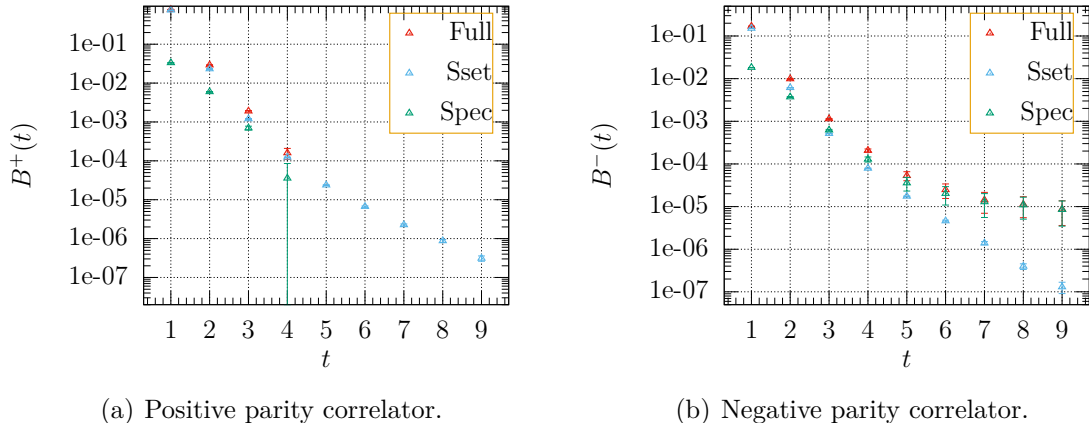 B⁺(t)
1e-01
1e-02
1e-03
1e-04
1e-05
1e-06
1e-07
1 2 3 4 5 6 7 8 9
t
Full
Sset
Spec
(a) Positive parity correlator.
B⁻(t)
1e-01
1e-02
1e-03
1e-04
1e-05
1e-06
1e-07
1 2 3 4 5 6 7 8 9
t
Full
Sset
Spec
(b) Negative parity correlator.